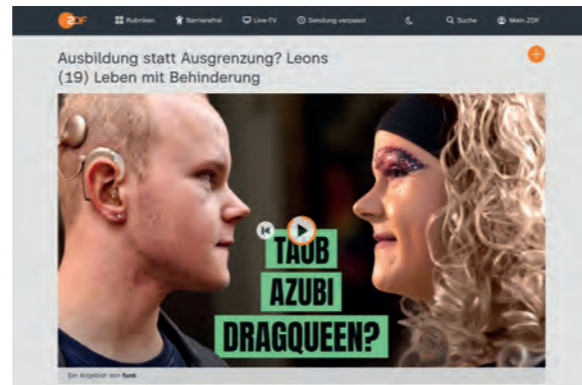 ZDF Rubriken Barrierefrei Live-TV Sendung verpasst Suche Mein ZDF
Ausbildung statt Ausgrenzung? Leons
(19) Leben mit Behinderung
TAUB
AZUBI
DRAGQUEEN?
Ein Angebot von funk